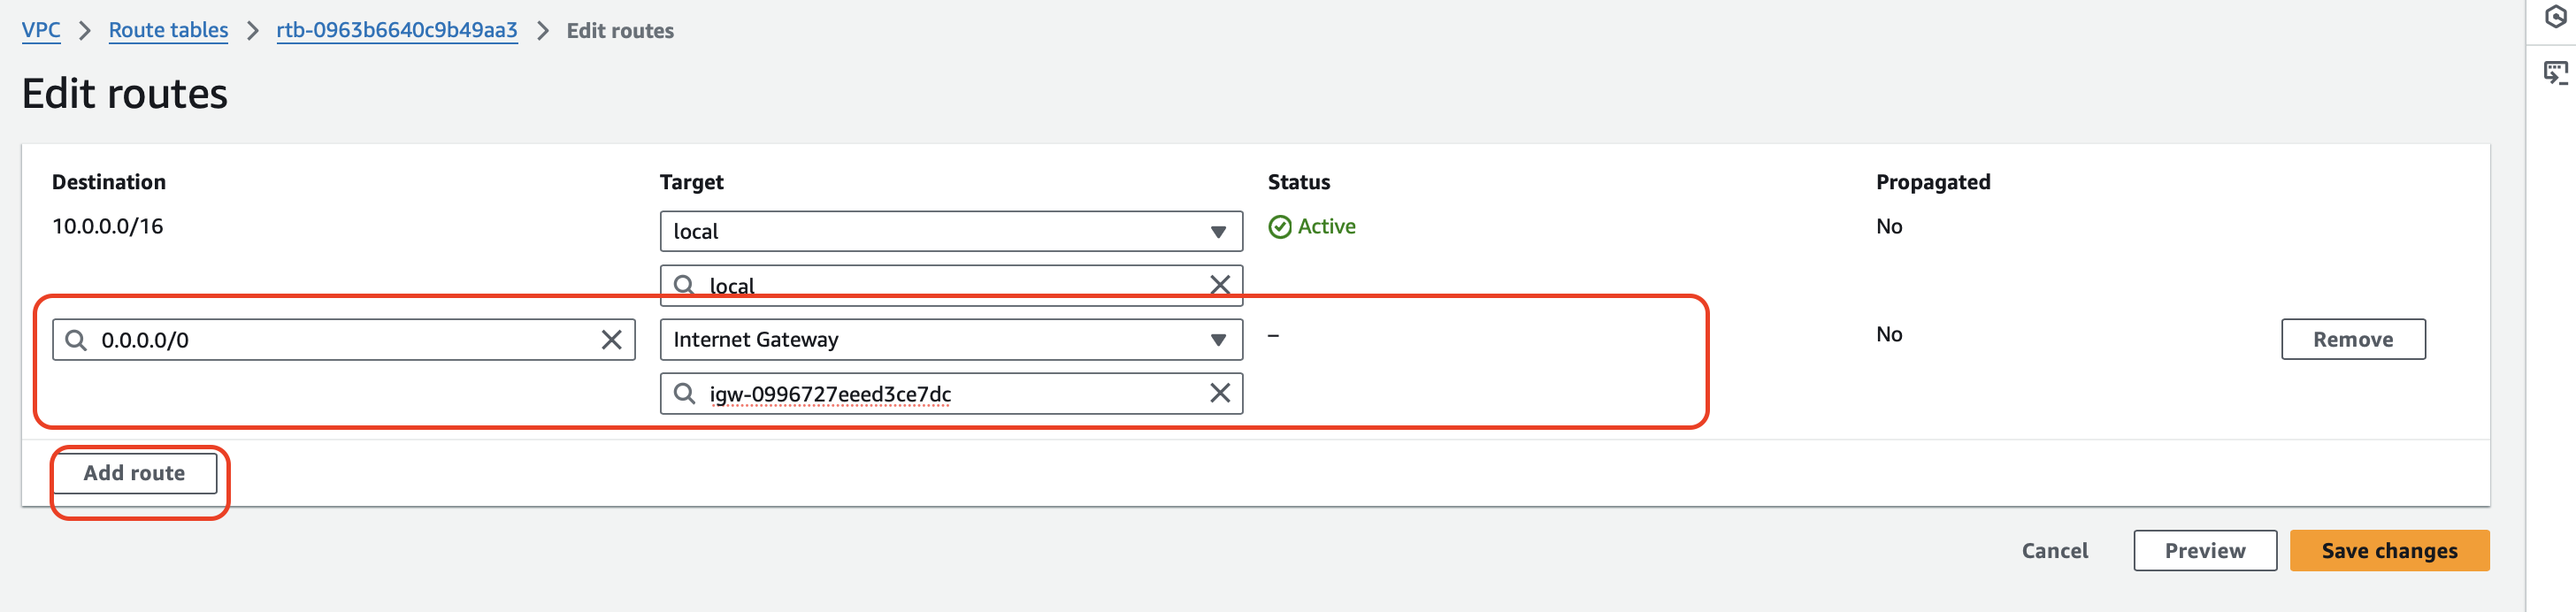 VPC > Route tables > rtb-0963b6640c9b49aa3 > Edit routes
Edit routes
Destination Target Status Propagated
10.0.0.0/16 local Active No
local
0.0.0.0/0 Internet Gateway – No Remove
igw-0996727eeed3ce7dc
Add route
Cancel Preview Save changes